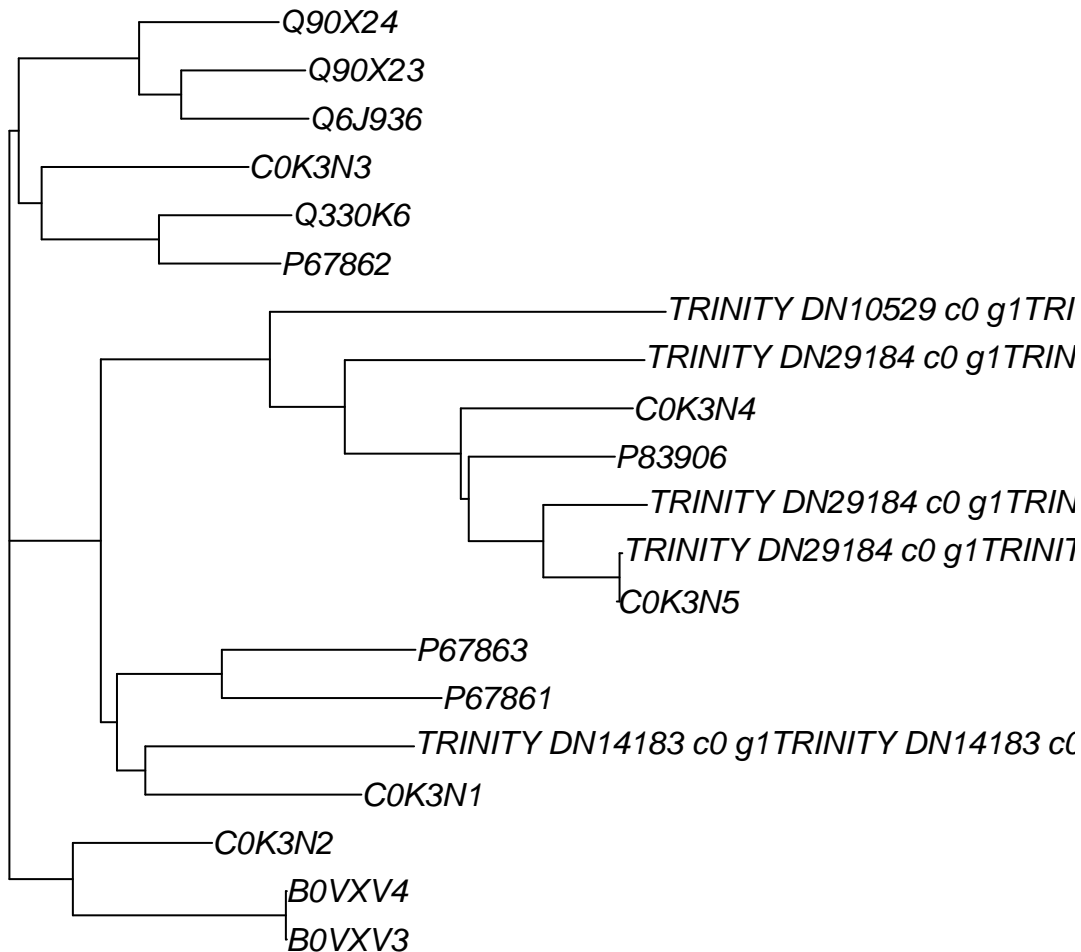 Q90X24
Q90X23
Q6J936
C0K3N3
Q330K6
P67862
TRINITY DN10529 c0 g1TRI
TRINITY DN29184 c0 g1TRIN
C0K3N4
P83906
TRINITY DN29184 c0 g1TRIN
TRINITY DN29184 c0 g1TRINIT
C0K3N5
P67863
P67861
TRINITY DN14183 c0 g1TRINITY DN14183 c0
C0K3N1
C0K3N2
B0VXV4
B0VXV3